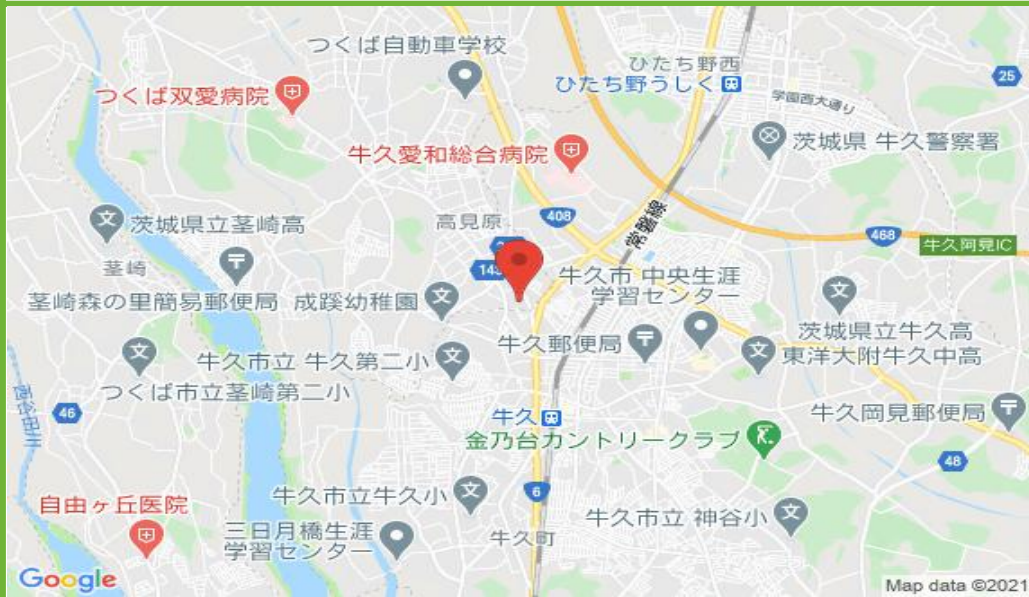 つくば自動車学校
ひたち野西
ひたち野うしく
25
つくば双愛病院
学園西大通り
茨城県 牛久警察署
牛久愛和総合病院
高見原
408
常磐線
茨城県立茎崎高
468
牛久阿見IC
茎崎
143
牛久市 中央生涯
学習センター
茎崎森の里簡易郵便局
成蹊幼稚園
茨城県立牛久高
牛久郵便局
東洋大附牛久中高
牛久市立 牛久第二小
つくば市立茎崎第二小
西谷田川
46
牛久
牛久岡見郵便局
金乃台カントリークラブ
48
自由ヶ丘医院
牛久市立牛久小
6
牛久市立 神谷小
三日月橋生涯
学習センター
牛久町
Google
Map data ©2021